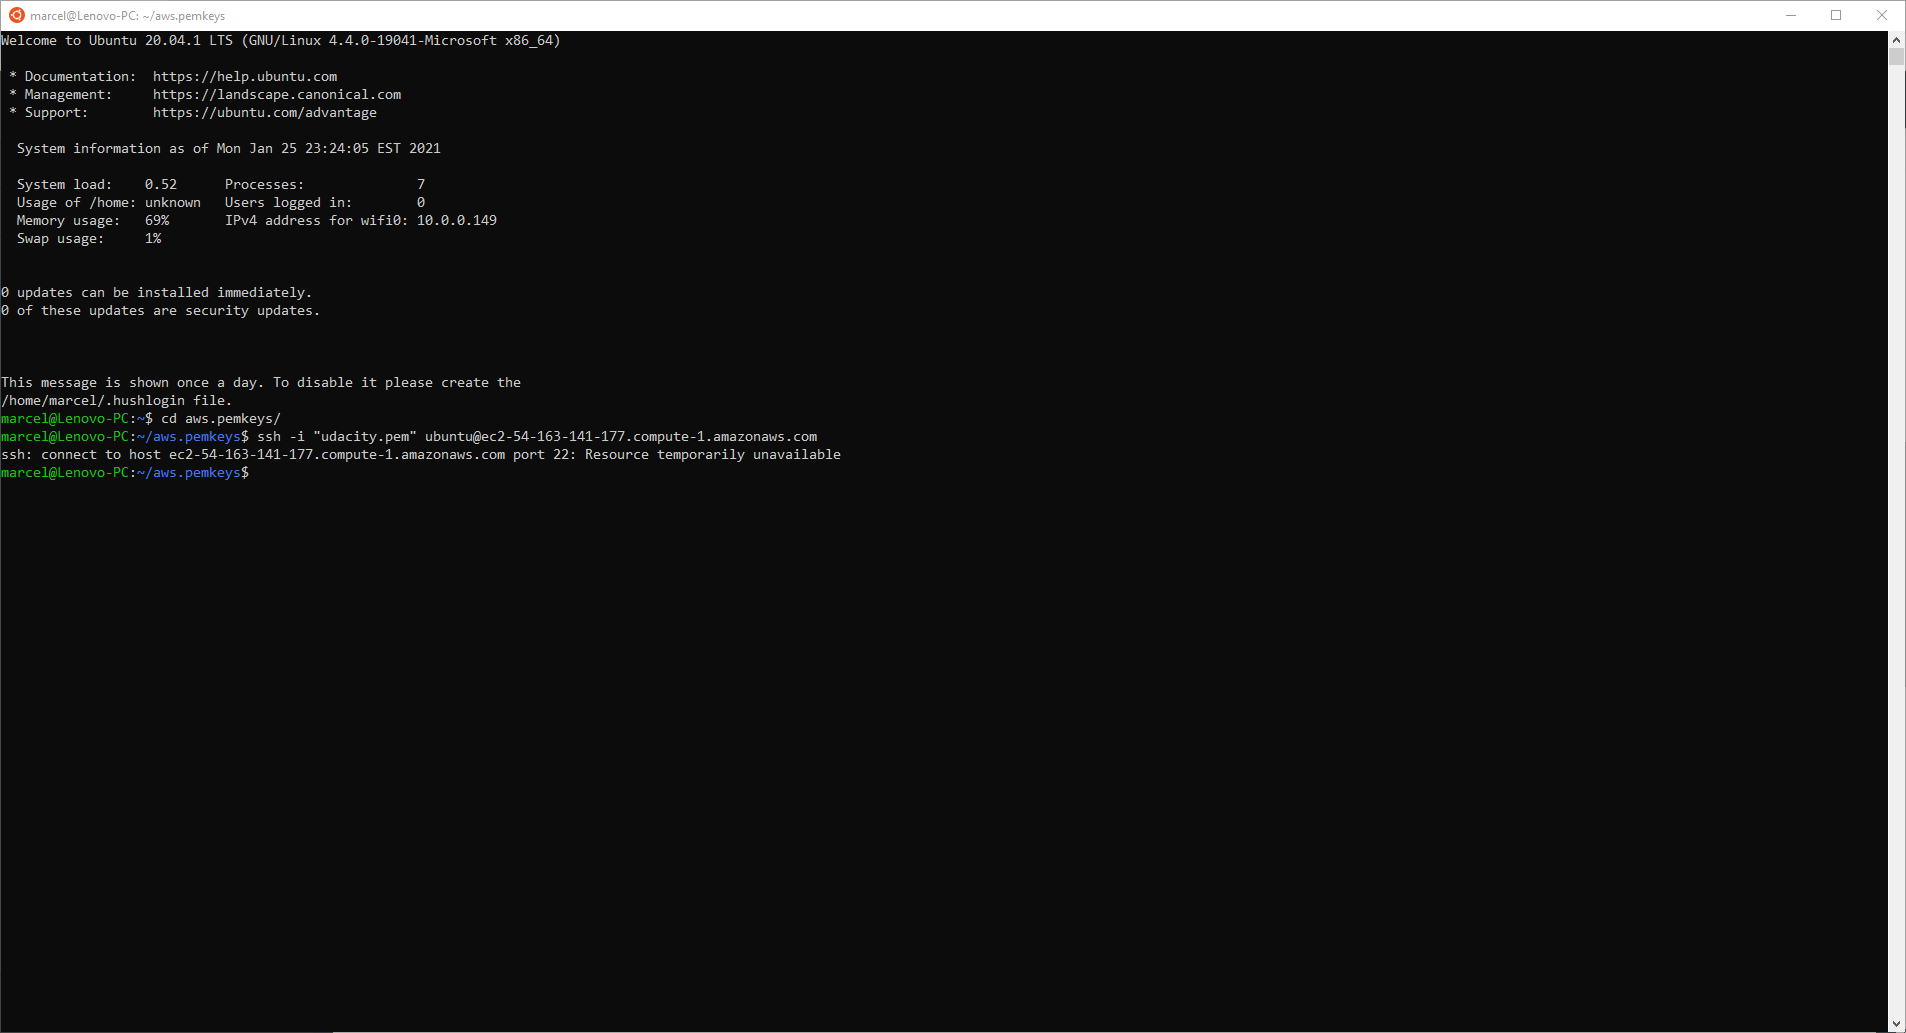 marcel@Lenovo-PC: ~/aws.pemkeys
Welcome to Ubuntu 20.04.1 LTS (GNU/Linux 4.4.0-19041-Microsoft x86_64)
* Documentation:  https://help.ubuntu.com
* Management:     https://landscape.canonical.com
* Support:        https://ubuntu.com/advantage
System information as of Mon Jan 25 23:24:05 EST 2021
System load:    0.52      Processes:              7
Usage of /home: unknown   Users logged in:        0
Memory usage:   69%       IPv4 address for wifi0: 10.0.0.149
Swap usage:     1%
0 updates can be installed immediately.
0 of these updates are security updates.
This message is shown once a day. To disable it please create the
/home/marcel/.hushlogin file.
marcel@Lenovo-PC:~$ cd aws.pemkeys/
marcel@Lenovo-PC:~/aws.pemkeys$ ssh -i "udacity.pem" ubuntu@ec2-54-163-141-177.compute-1.amazonaws.com
ssh: connect to host ec2-54-163-141-177.compute-1.amazonaws.com port 22: Resource temporarily unavailable
marcel@Lenovo-PC:~/aws.pemkeys$